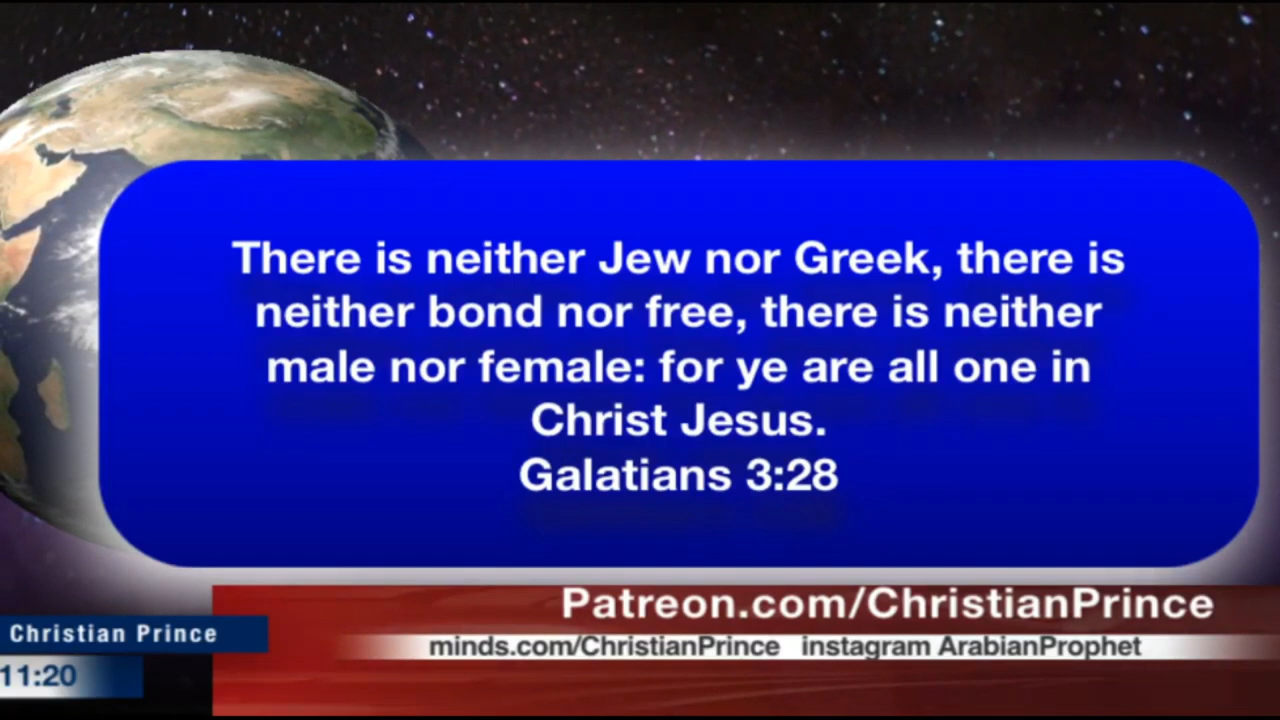 There is neither Jew nor Greek, there is
neither bond nor free, there is neither
male nor female: for ye are all one in
Christ Jesus.
Galatians 3:28
Patreon.com/ChristianPrince
Christian Prince
minds.com/ChristianPrince instagram ArabianProphet
11:20